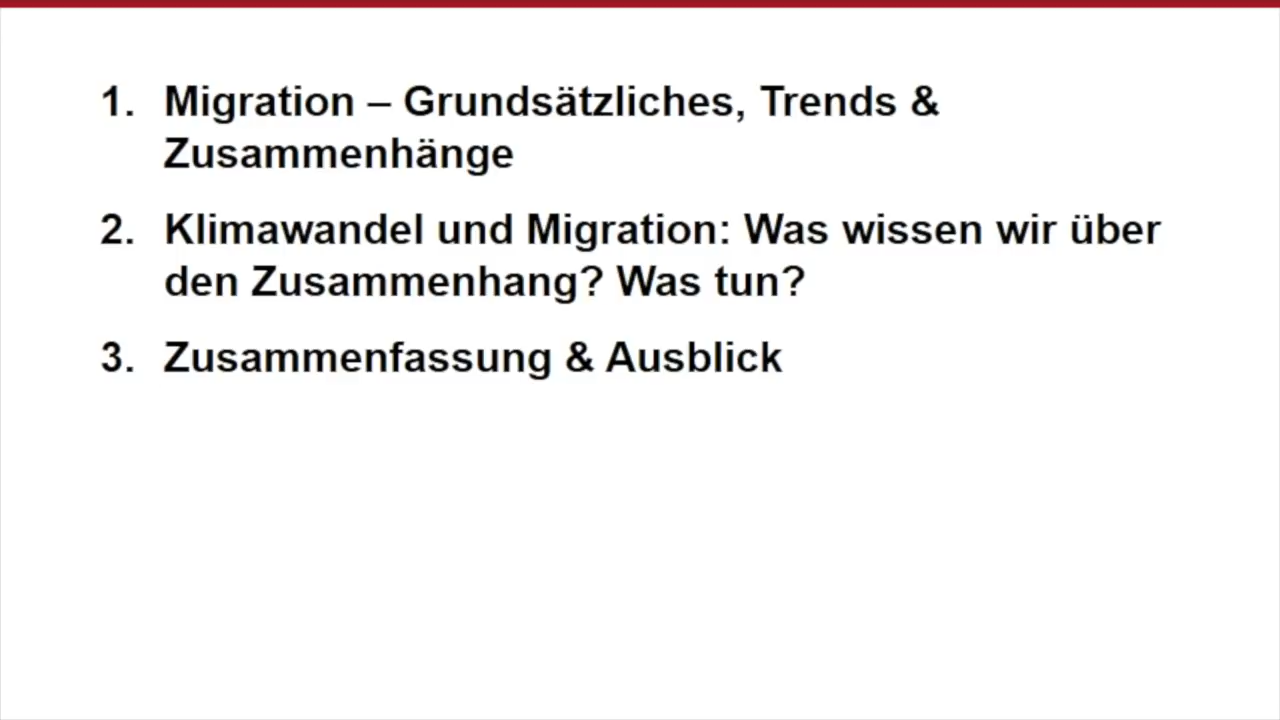 1. Migration – Grundsätzliches, Trends &
Zusammenhänge
2. Klimawandel und Migration: Was wissen wir über
den Zusammenhang? Was tun?
3. Zusammenfassung & Ausblick